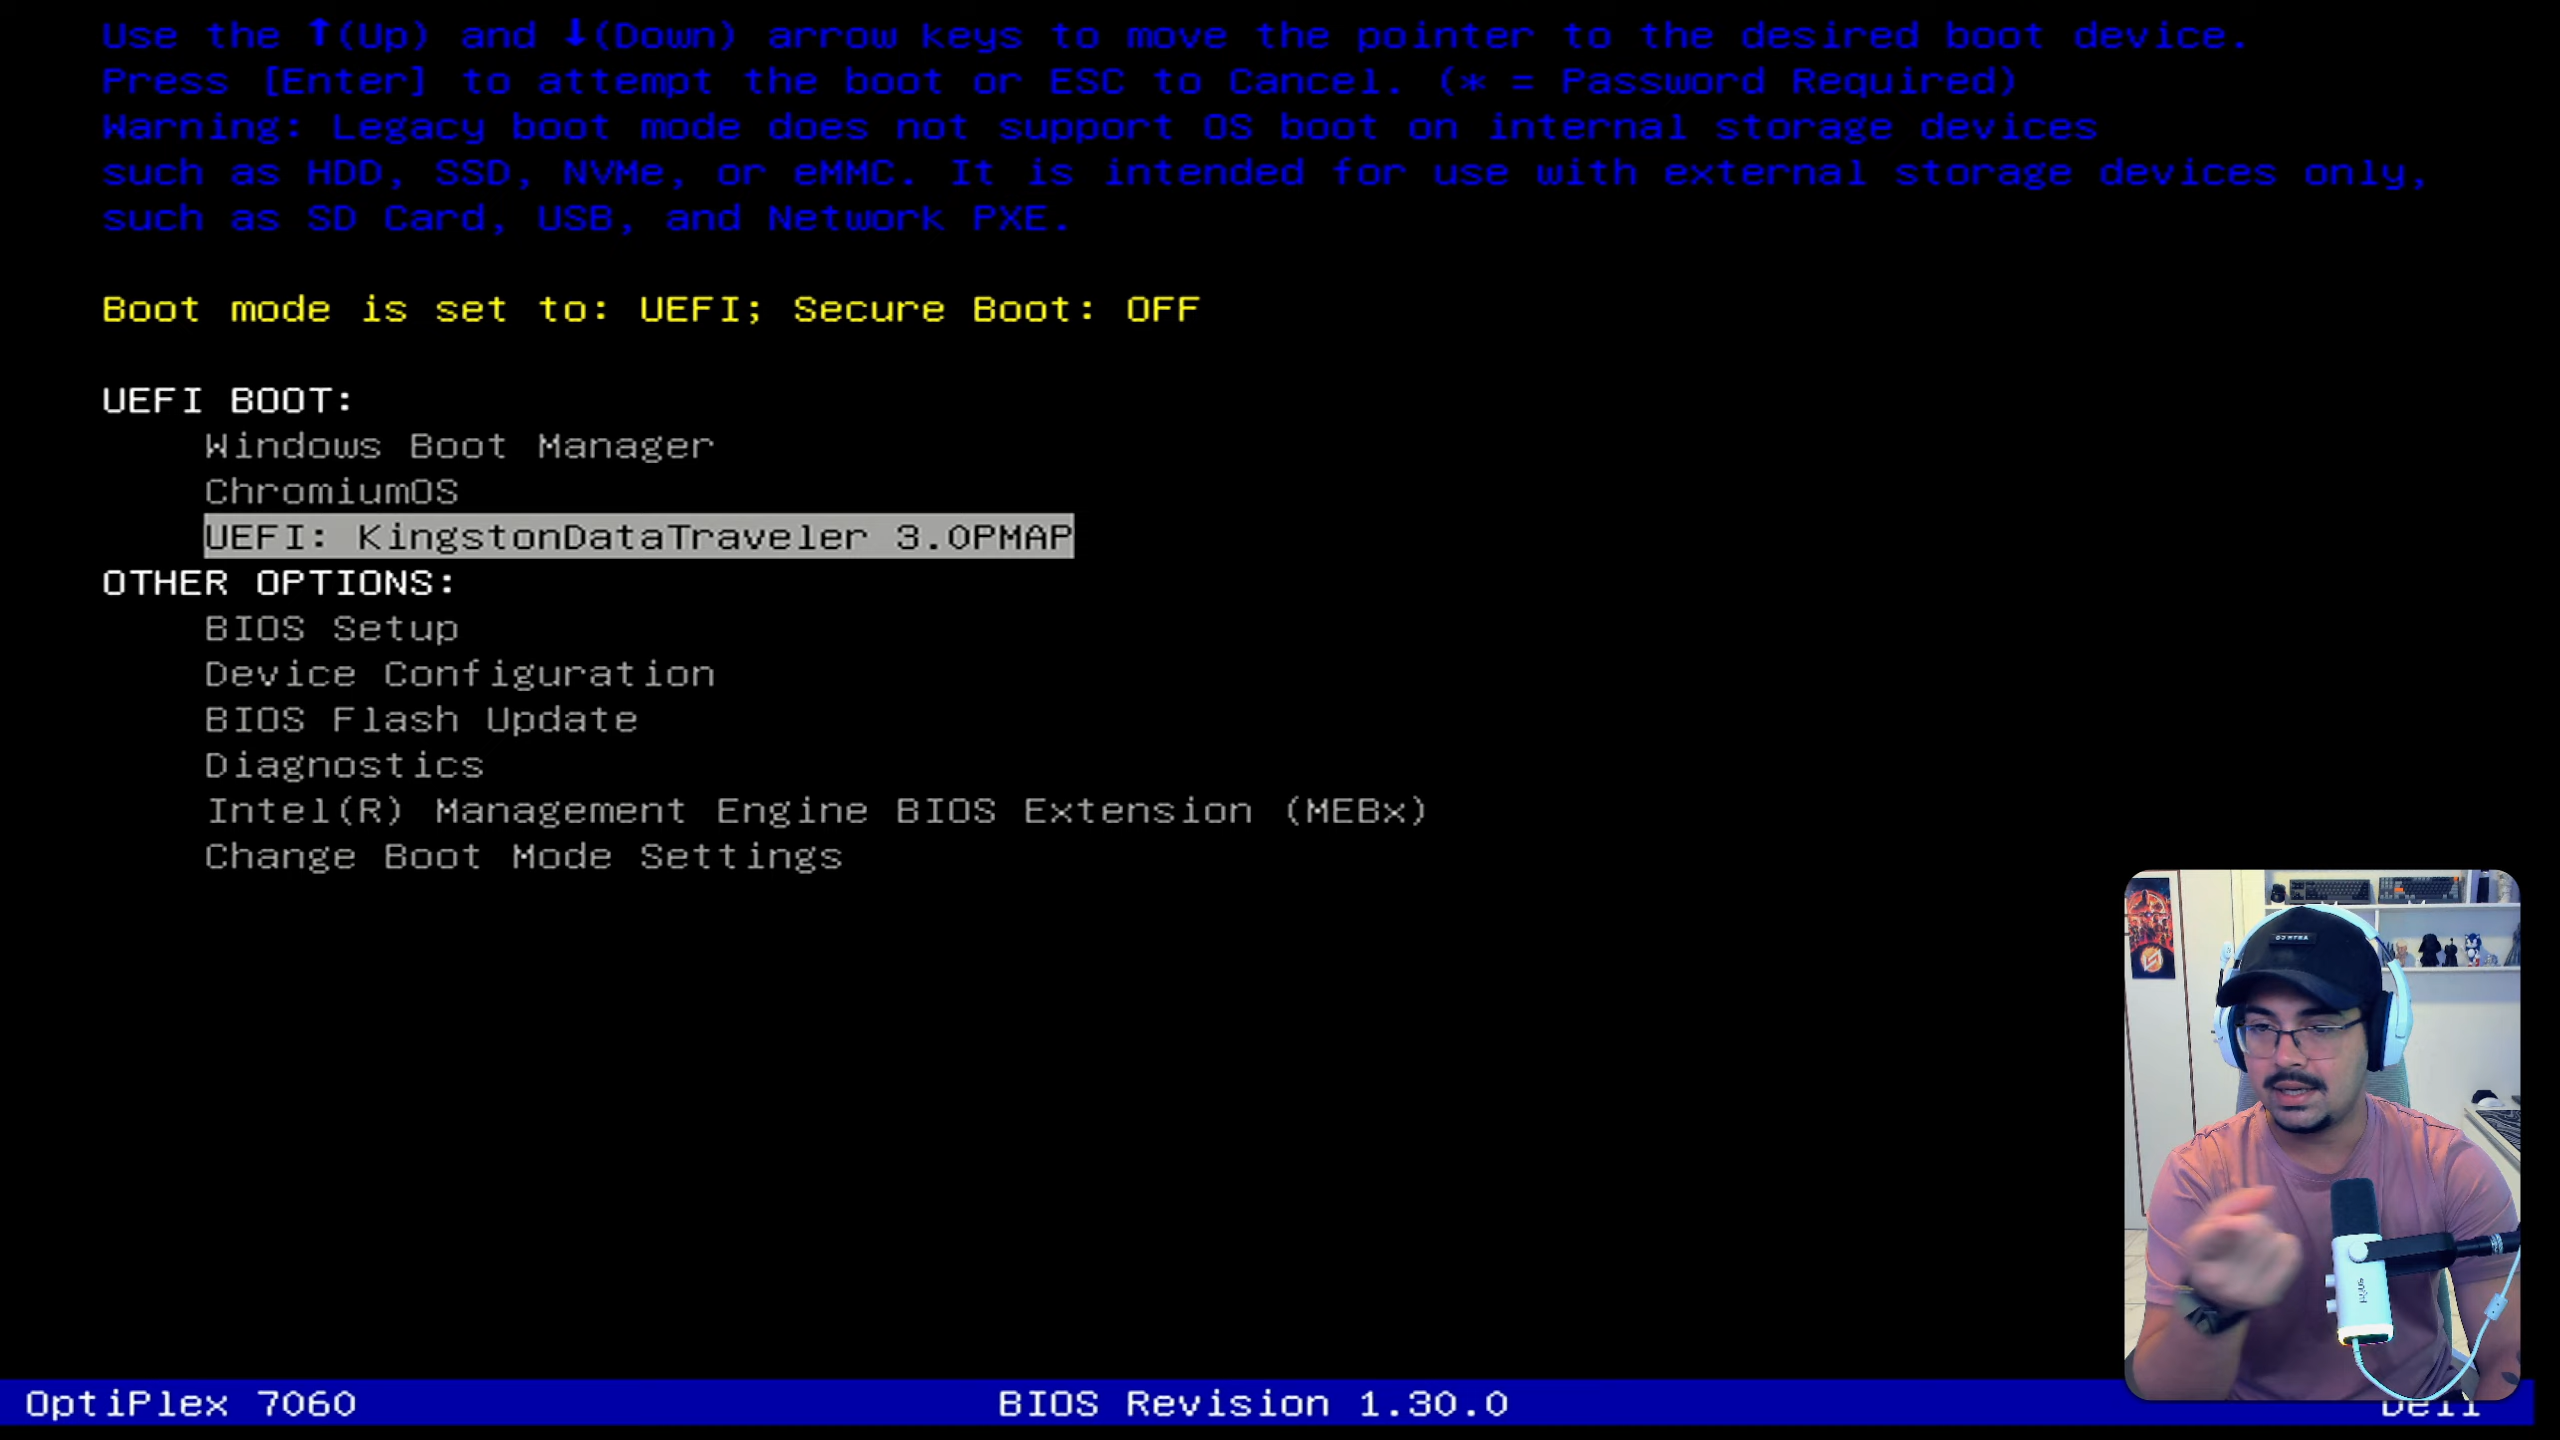 Use the ↑(Up) and ↓(Down) arrow keys to move the pointer to the desired boot device.
Press [Enter] to attempt the boot or ESC to Cancel. (* = Password Required)
Warning: Legacy boot mode does not support OS boot on internal storage devices
such as HDD, SSD, NVMe, or eMMC. It is intended for use with external storage devices only,
such as SD Card, USB, and Network PXE.
Boot mode is set to: UEFI; Secure Boot: OFF
UEFI BOOT:
Windows Boot Manager
ChromiumOS
UEFI: KingstonDataTraveler 3.0PMAP
OTHER OPTIONS:
BIOS Setup
Device Configuration
BIOS Flash Update
Diagnostics
Intel(R) Management Engine BIOS Extension (MEBx)
Change Boot Mode Settings
OptiPlex 7060
BIOS Revision 1.30.0
Dell